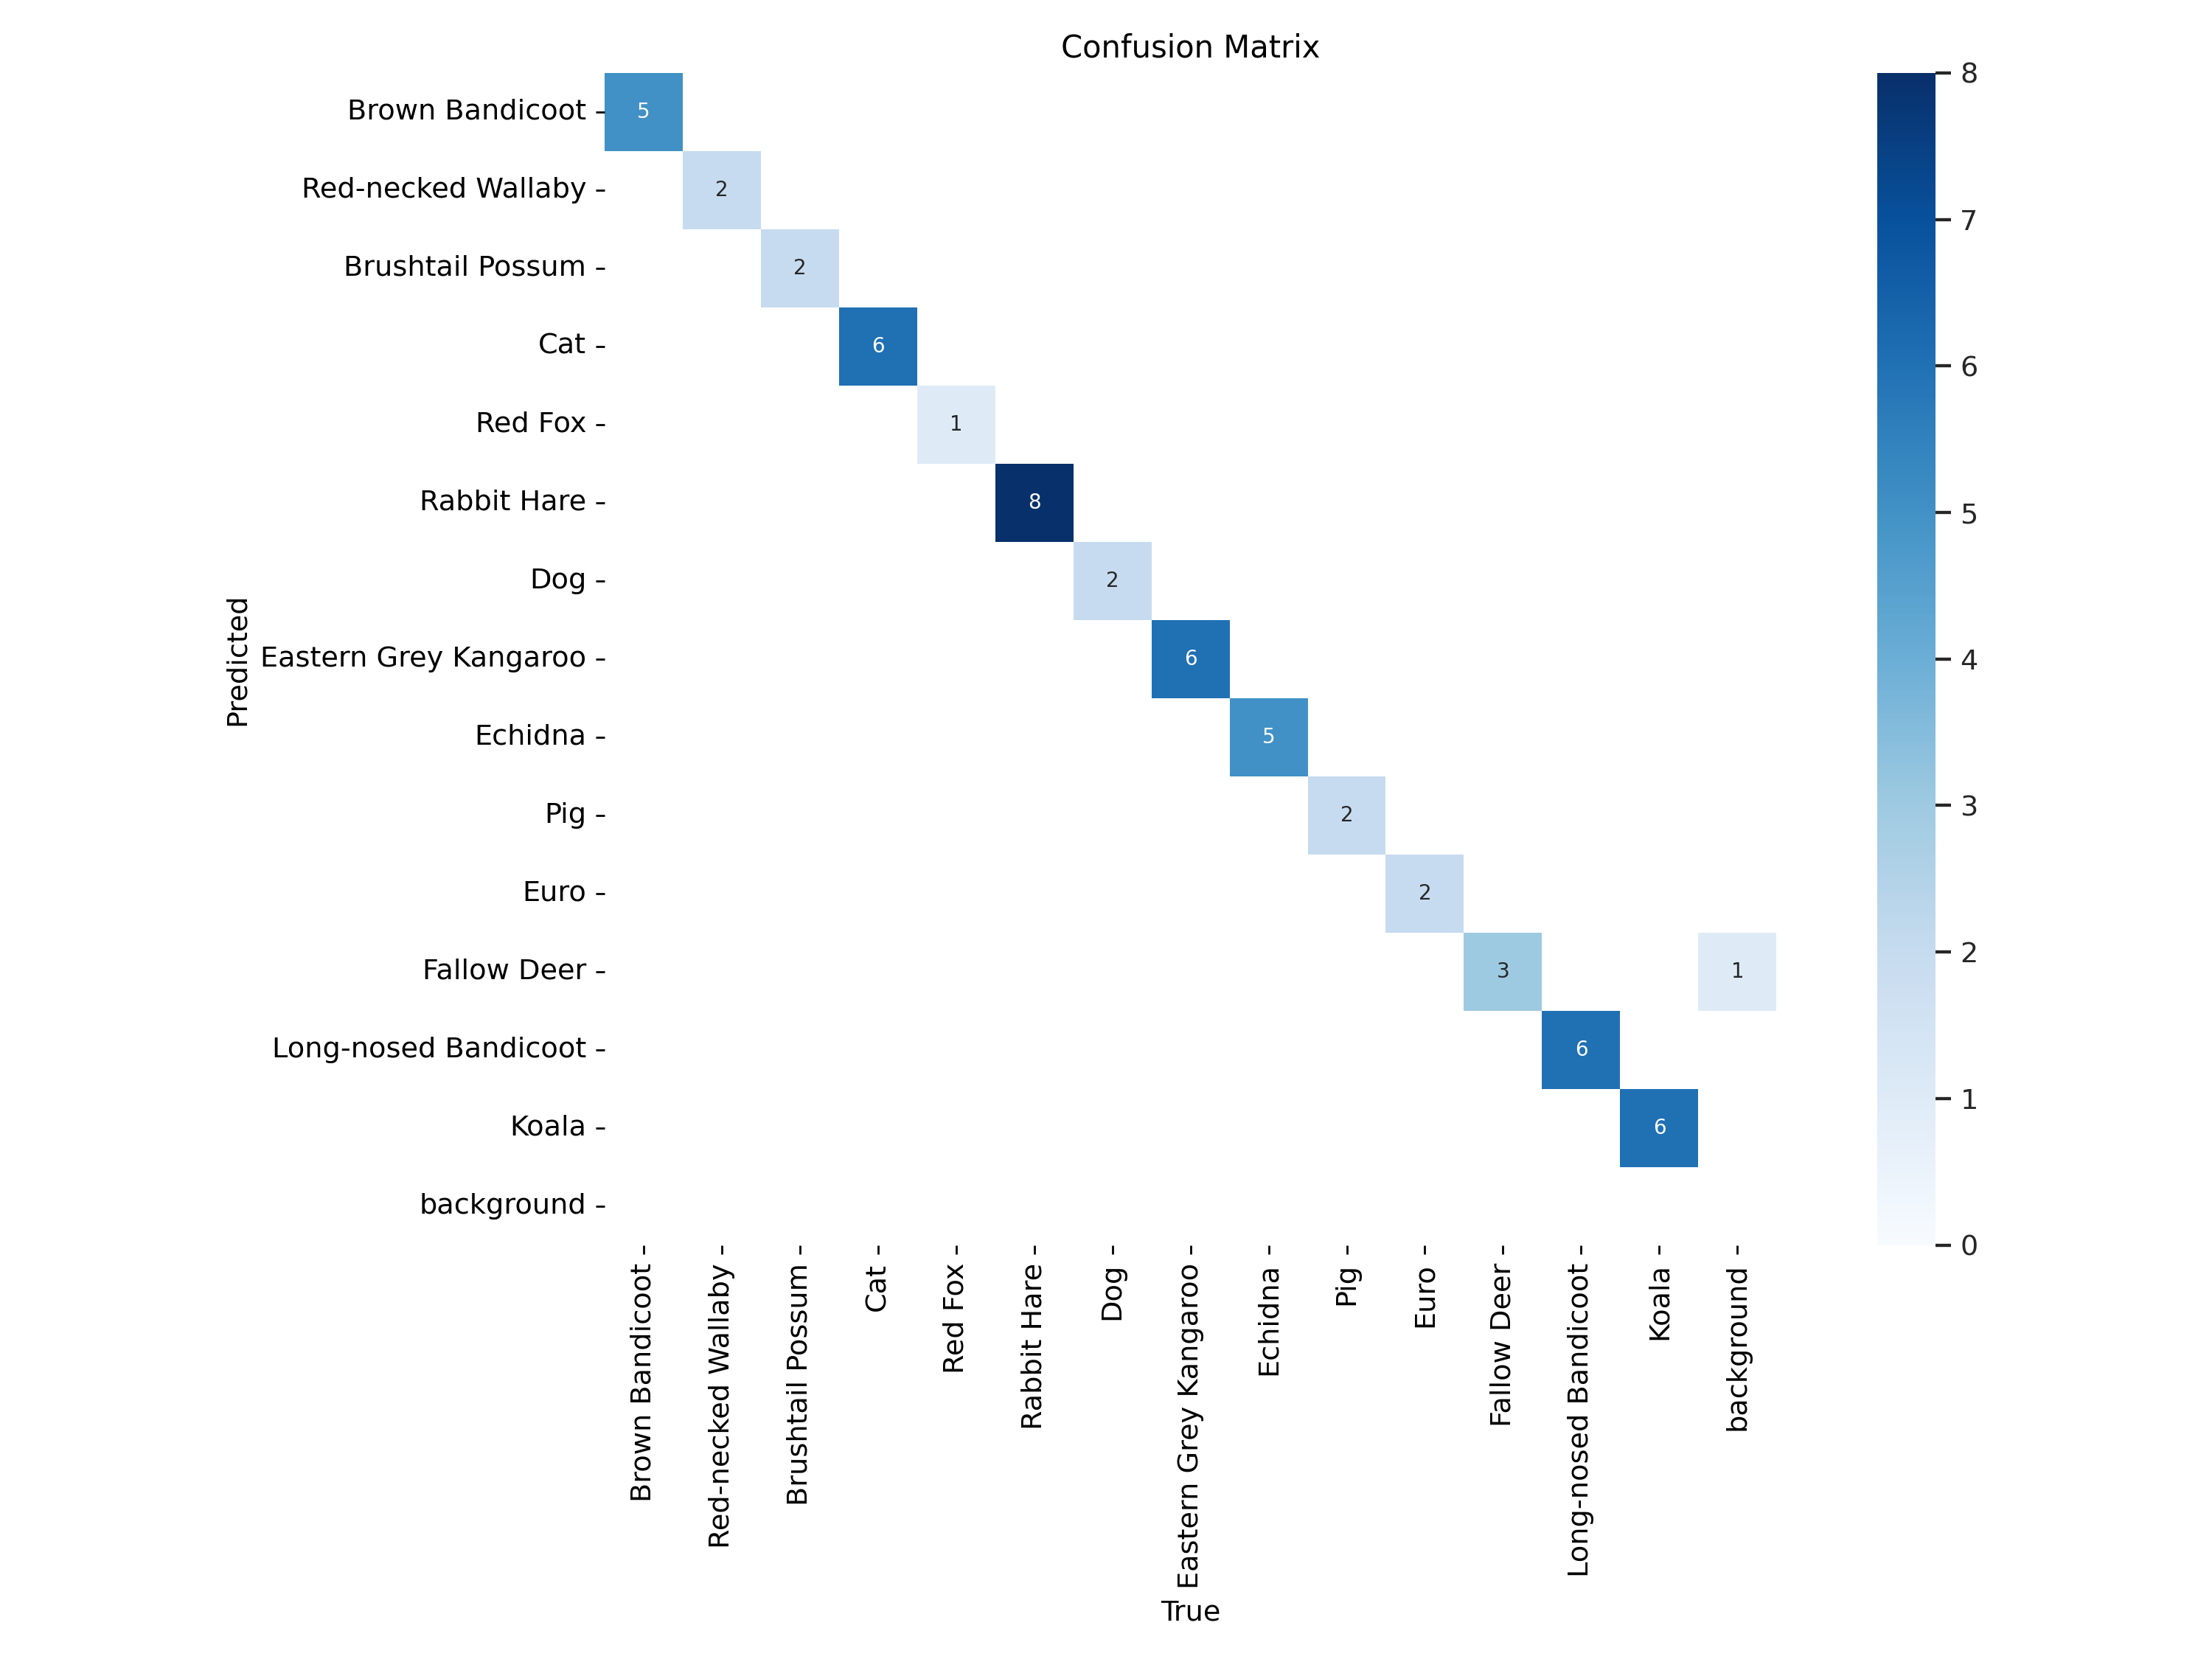 Confusion Matrix
Brown Bandicoot
Red-necked Wallaby
Brushtail Possum
Cat
Red Fox
Rabbit Hare
Dog
Eastern Grey Kangaroo
Echidna
Pig
Euro
Fallow Deer
Long-nosed Bandicoot
Koala
background
Predicted
5
2
2
6
1
8
2
6
5
2
2
3 1
6
6
8
7
6
5
4
3
2
1
0
Brown Bandicoot
Red-necked Wallaby
Brushtail Possum
Cat
Red Fox
Rabbit Hare
Dog
Eastern Grey Kangaroo
Echidna
Pig
Euro
Fallow Deer
Long-nosed Bandicoot
Koala
background
True